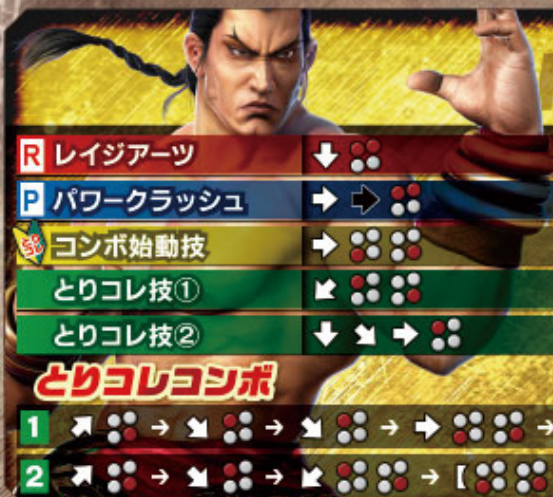 R レイジアーツ
P パワークラッシュ
コンボ始動技
とりコレ技①
とりコレ技②
とりコレコンボ
1
2 [